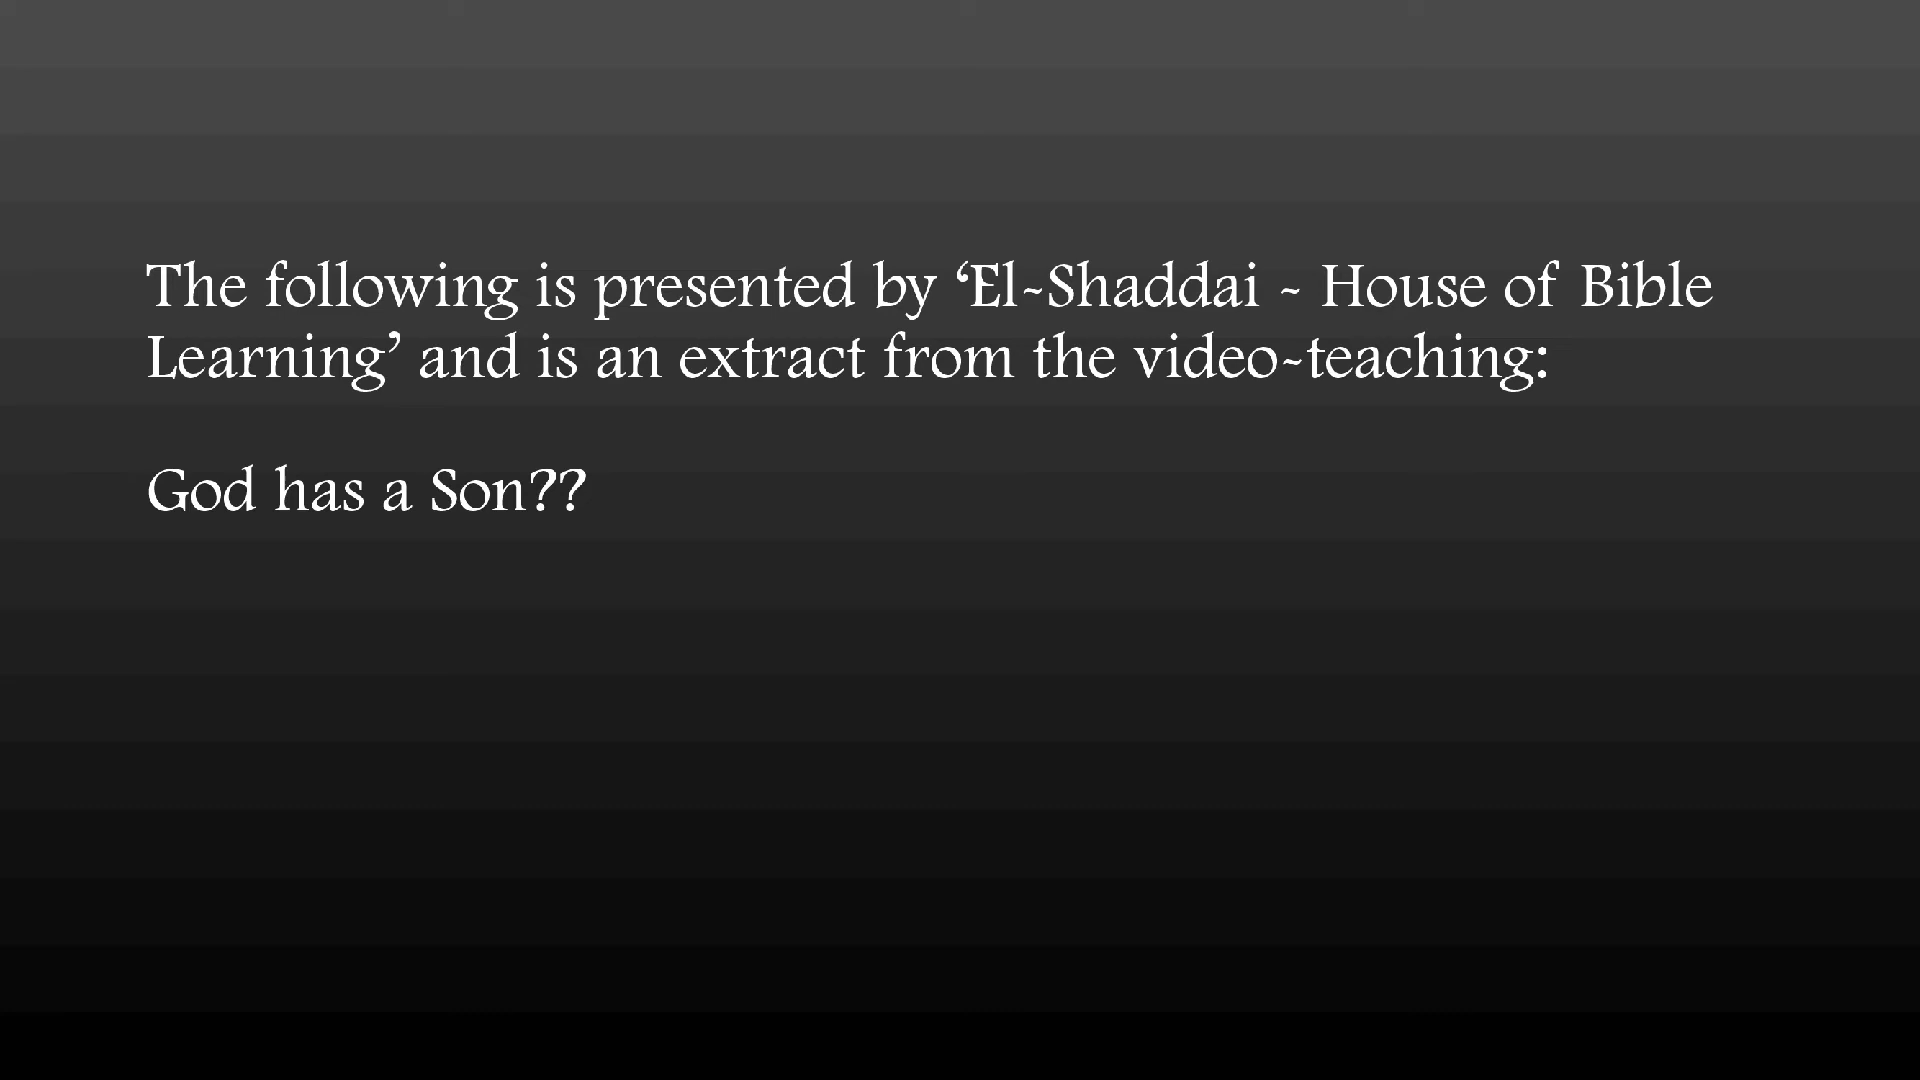 The following is presented by ‘El-Shaddai - House of Bible
Learning’ and is an extract from the video-teaching:
God has a Son??